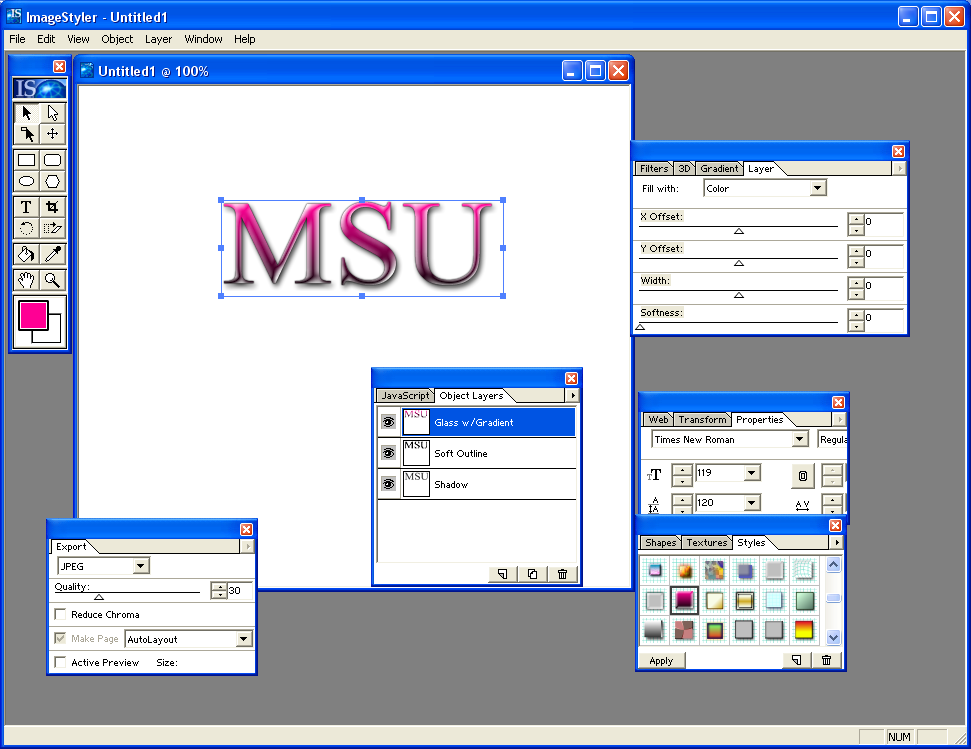 ImageStyler - Untitled1
File Edit View Object Layer Window Help
IS
Untitled1 @ 100%
MSU
T
Filters 3D Gradient Layer
Fill with: Color
X Offset: 0
Y Offset: 0
Width: 0
Softness: 0
JavaScript Object Layers
MSU Glass w/Gradient
MSU Soft Outline
MSU Shadow
Web Transform Properties
Times New Roman Regula
TT 119
A IA 120 AV
Export
JPEG
Quality: 30
Reduce Chroma
Make Page AutoLayout
Active Preview Size:
Shapes Textures Styles
Apply
NUM